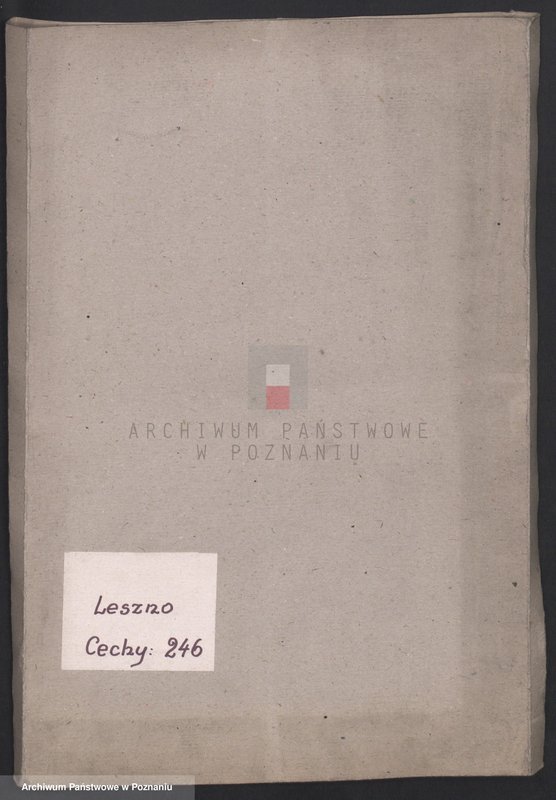 ARCHIWUM PAŃSTWOWE
W POZNANIU
Leszno
Cechy: 246
Archiwum Państwowe w Poznaniu